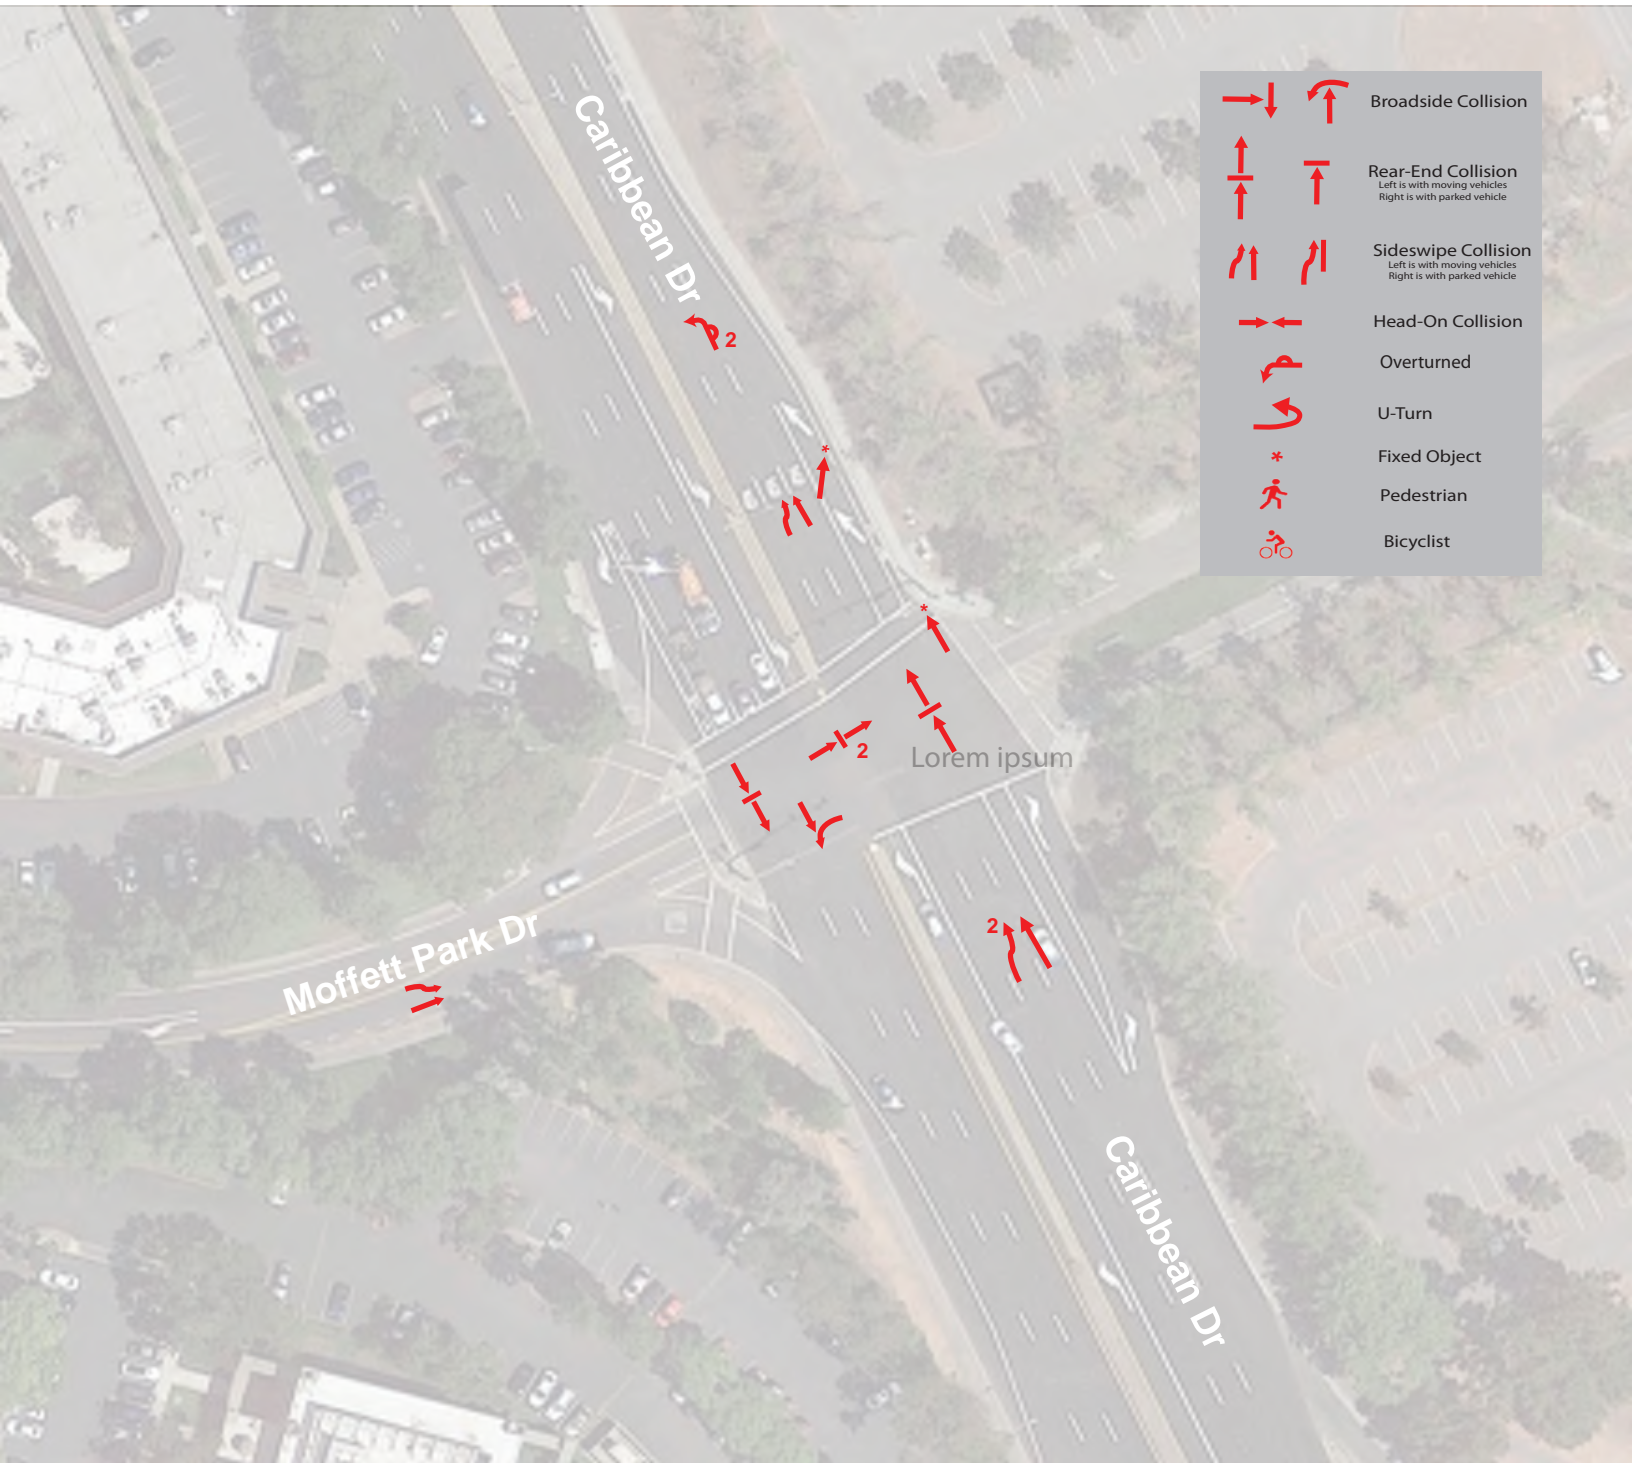 Caribbean Dr
Broadside Collision
Rear-End Collision
Left is with moving vehicles
Right is with parked vehicle
Sideswipe Collision
Left is with moving vehicles
Right is with parked vehicle
Head-On Collision
Overturned
U-Turn
* Fixed Object
Pedestrian
Bicyclist
2
*
*
2
Lorem ipsum
2
Moffett Park Dr
Caribbean Dr